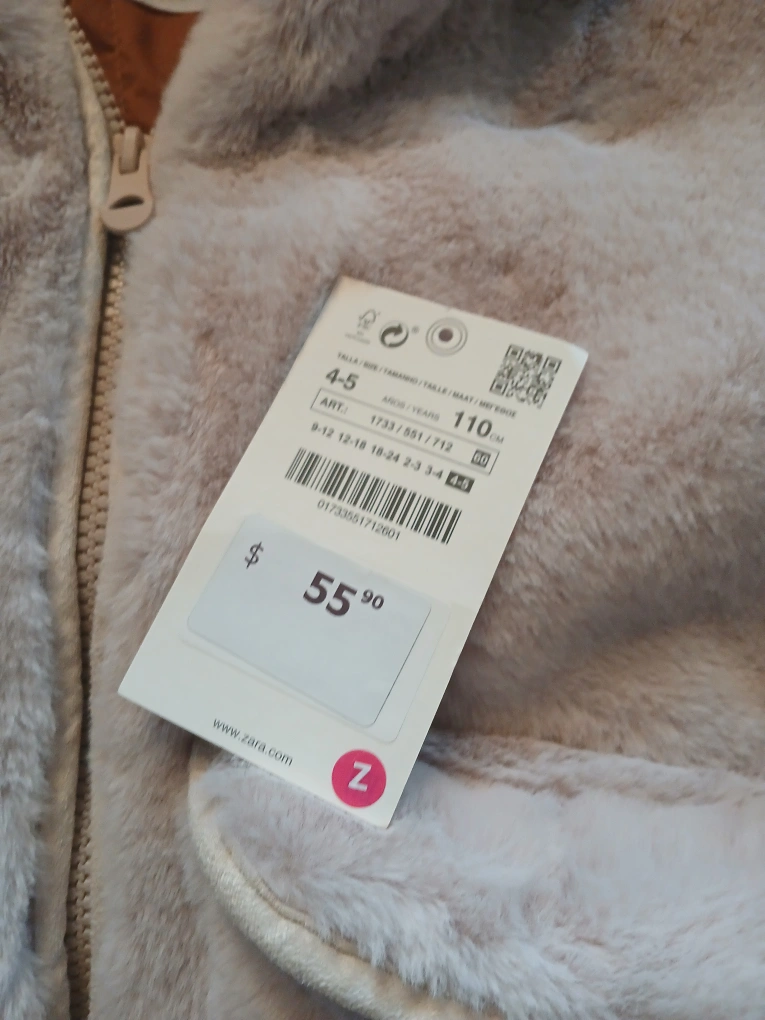 TALLA / SIZE / TAMANHO / TAILLE / MAAT /
4-5
AÑOS / YEARS 110 CM
ART.: 1733 / 551 / 712 60
9-12 12-18 18-24 2-3 3-4 4-5
01733551712601
$ 55 90
www.zara.com
Z